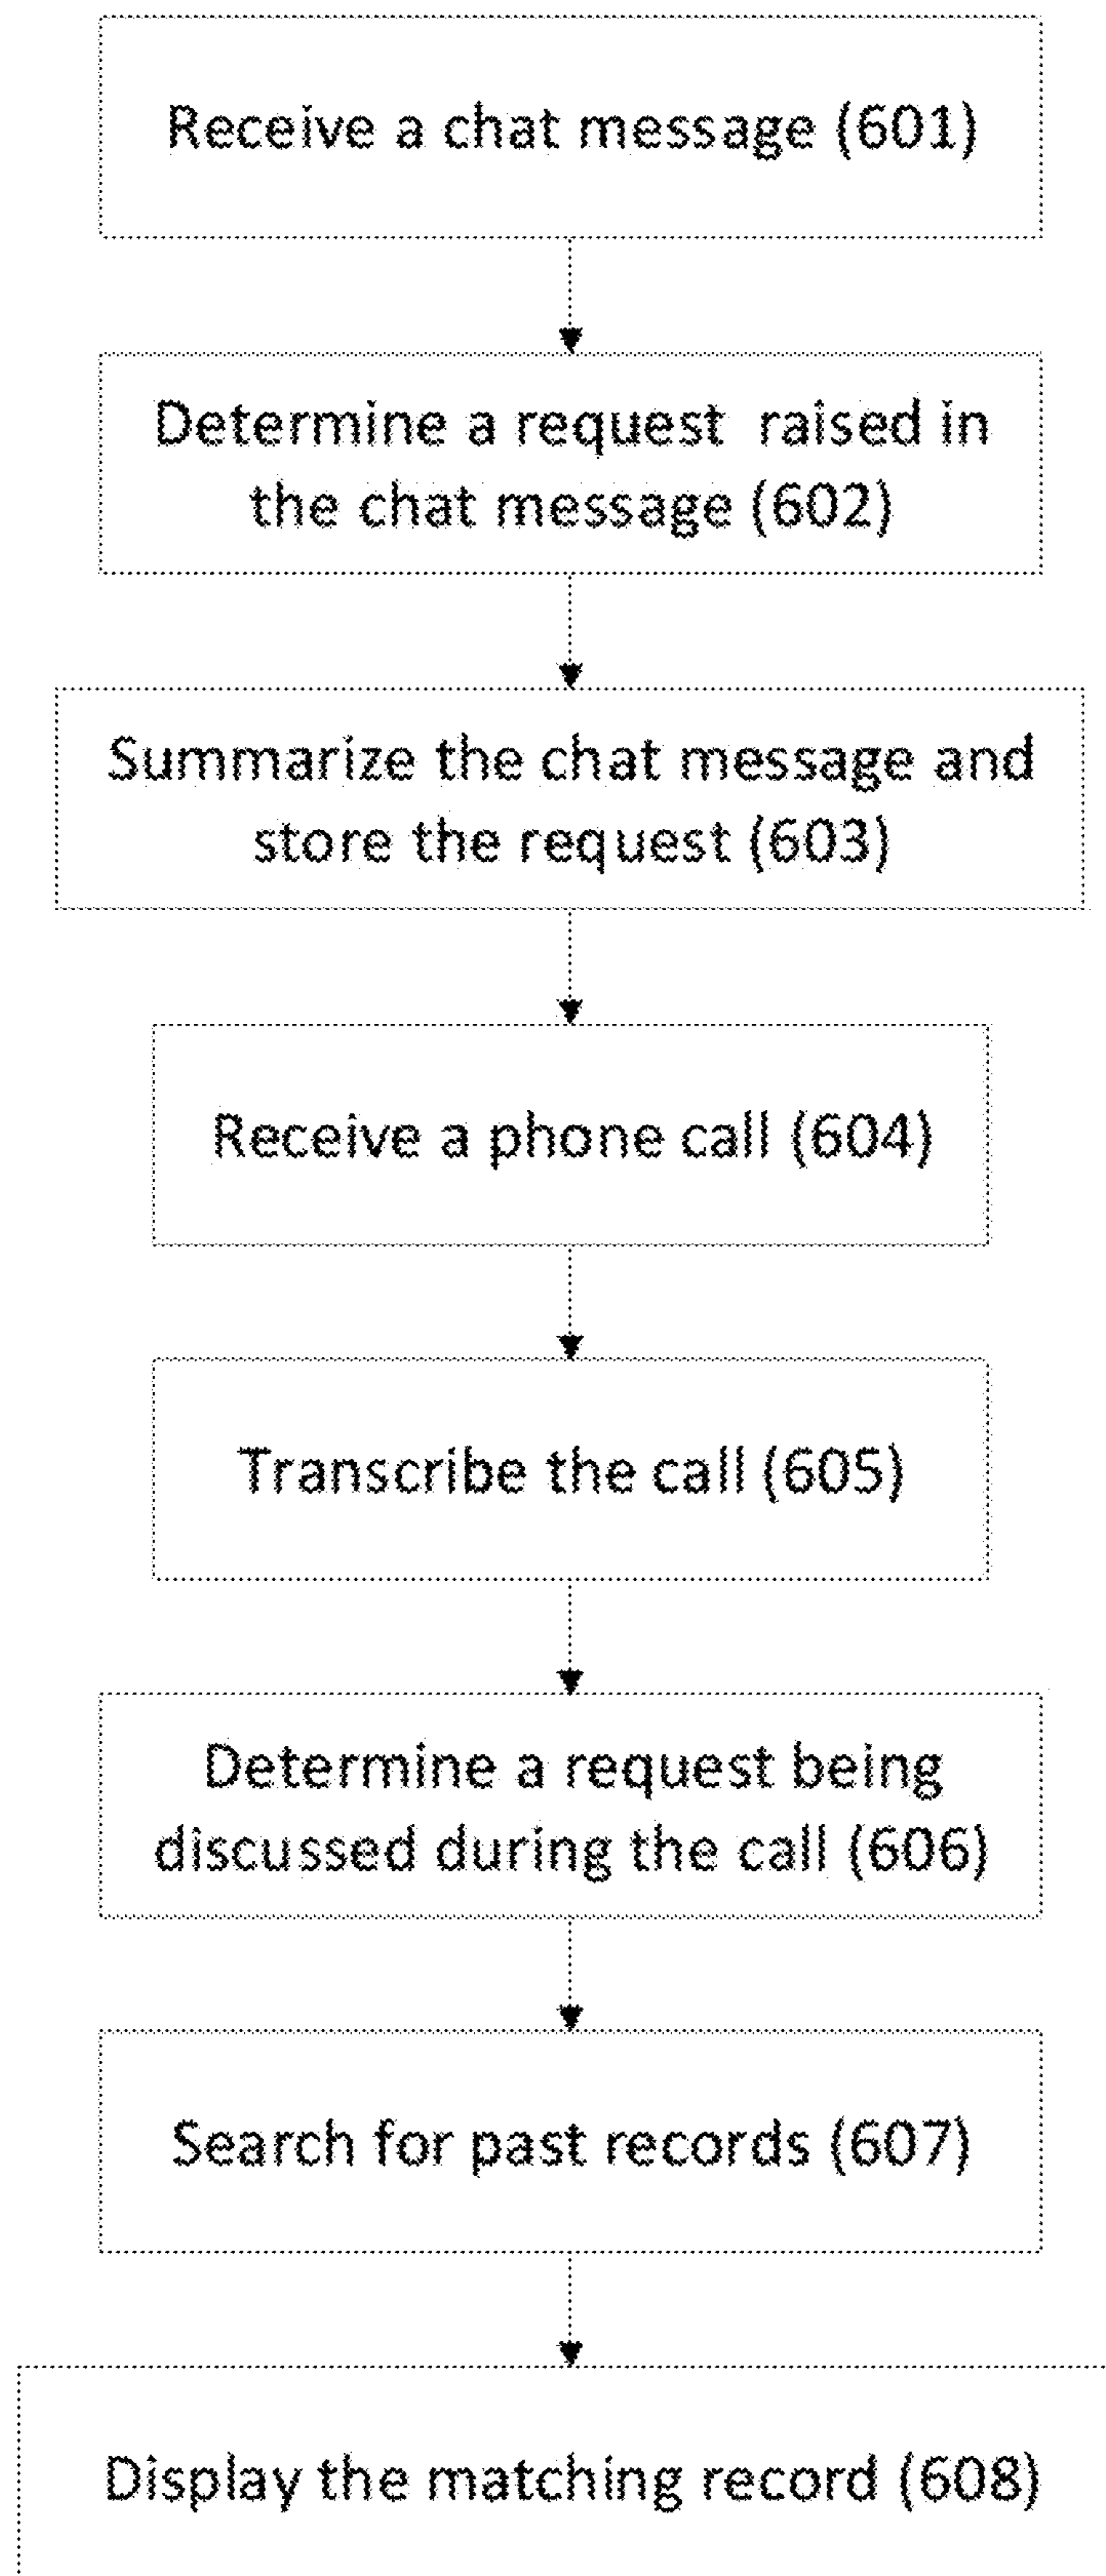 Receive a chat message (601)
Determine a request raised in
the chat message (602)
Summarize the chat message and
store the request (603)
Receive a phone call (604)
Transcribe the call (605)
Determine a request being
discussed during the call (606)
Search for past records (607)
Display the matching record (608)